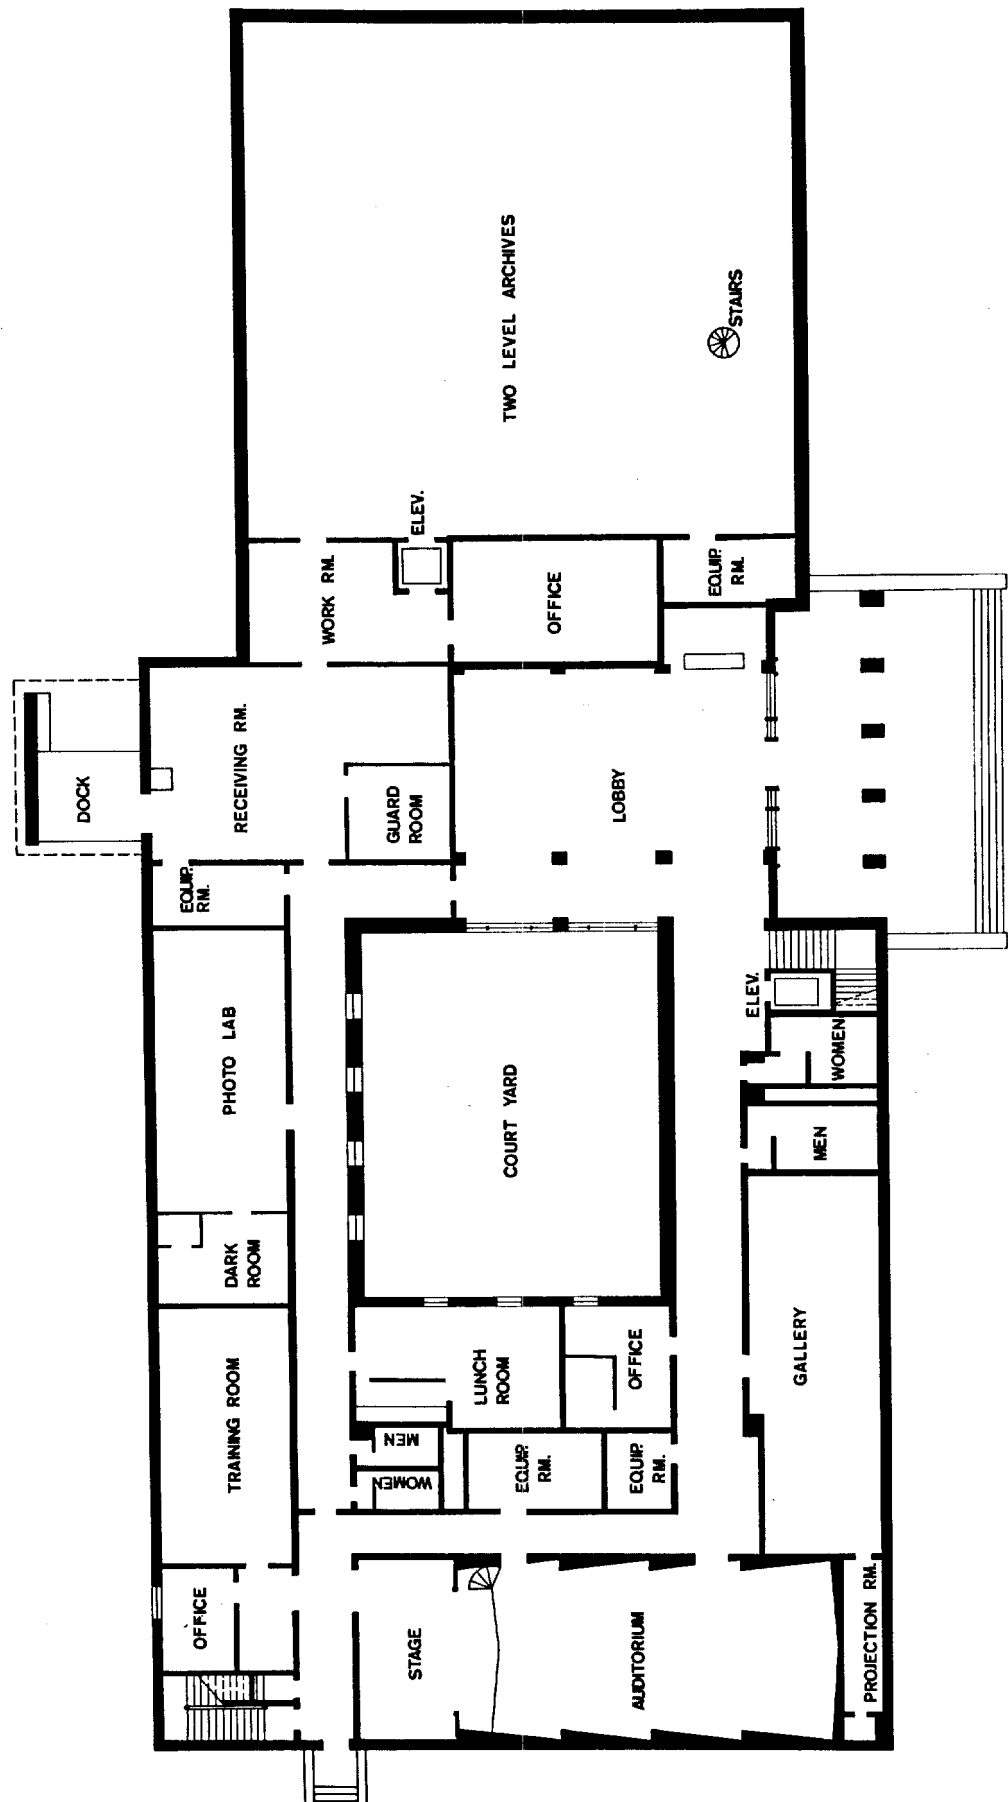 TWO LEVEL ARCHIVES
STAIRS
ELEV.
WORK RM.
OFFICE
EQUIP.
RM.
DOCK
RECEIVING RM.
GUARD
ROOM
LOBBY
EQUIP.
RM.
PHOTO LAB
COURT YARD
ELEV.
WOMEN
MEN
DARK
ROOM
TRAINING ROOM
LUNCH
ROOM
OFFICE
GALLERY
MEN
WOMEN
EQUIP.
RM.
EQUIP.
RM.
OFFICE
STAGE
AUDITORIUM
PROJECTION RM.